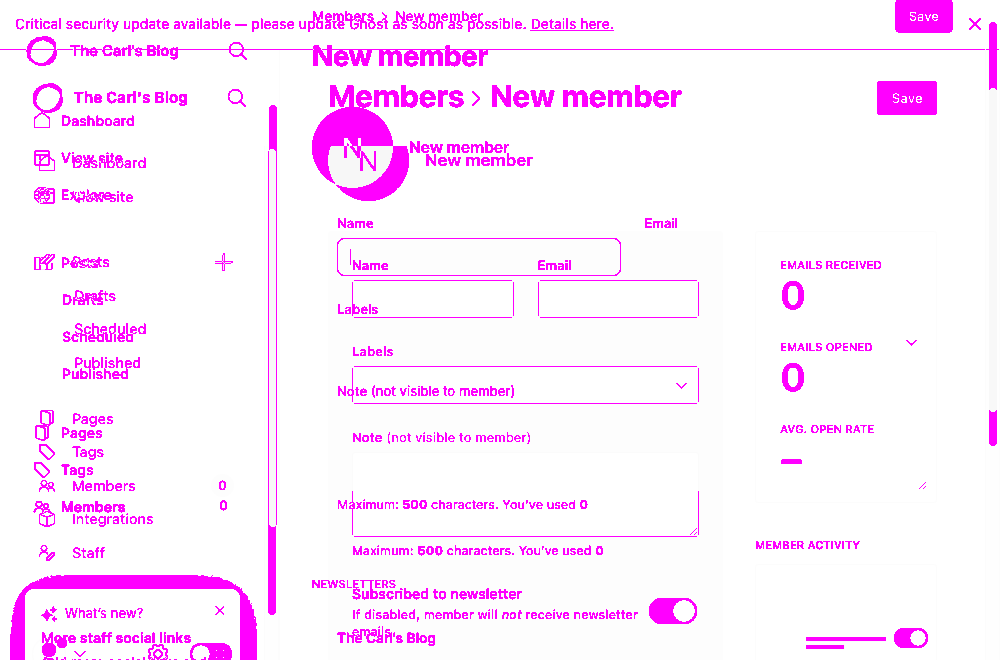 Members > New member
Critical security update available — please update Ghost as soon as possible. Details here.
Save
The Carl's Blog
New member
The Carl's Blog
Members > New member
Save
Dashboard
View site
Dashboard
Explore
View site
New member
New member
NN
Name
Email
Name
Email
Posts
Posts
Drafts
Drafts
Scheduled
Scheduled
Published
Published
Labels
Labels
Note (not visible to member)
Note (not visible to member)
Pages
Pages
Tags
Tags
Members 0
Members 0
Integrations
Staff
Maximum: 500 characters. You've used 0
Maximum: 500 characters. You've used 0
EMAILS RECEIVED
0
EMAILS OPENED
0
AVG. OPEN RATE
MEMBER ACTIVITY
NEWSLETTERS
Subscribed to newsletter
If disabled, member will not receive newsletter
emails
The Carl's Blog
What's new?
More staff social links